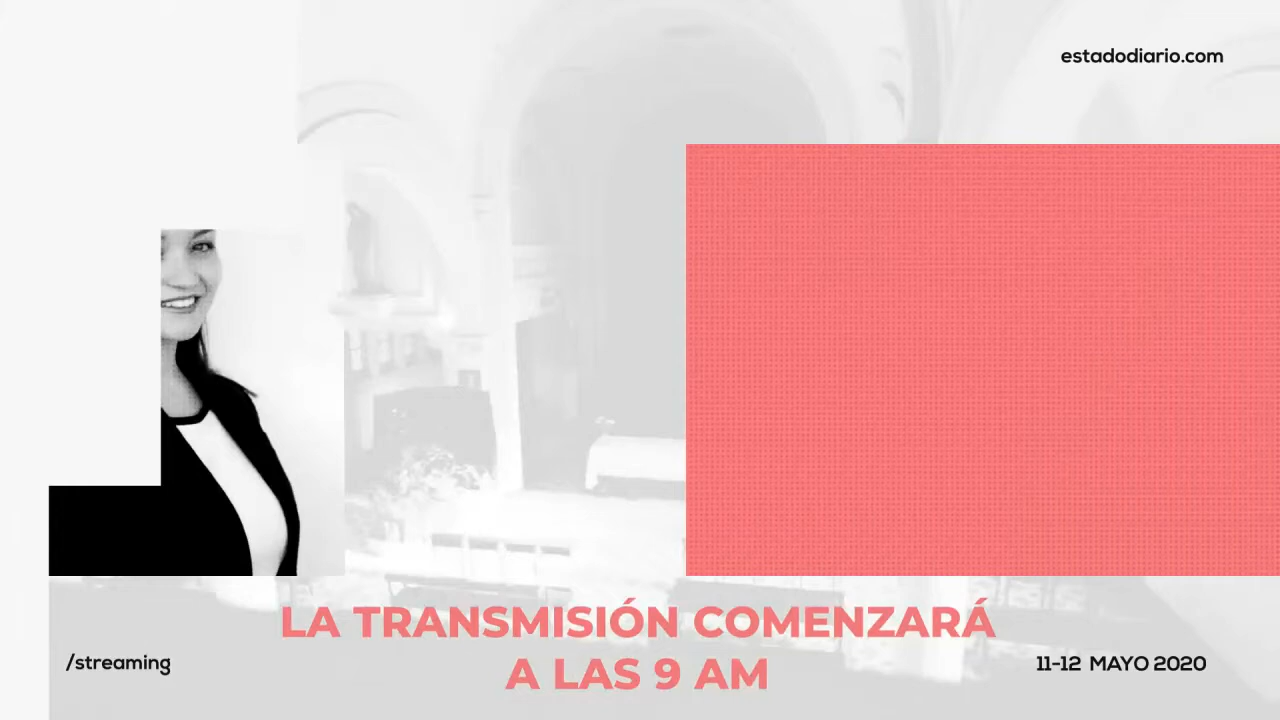 estadodiario.com
LA TRANSMISIÓN COMENZARÁ
A LAS 9 AM
/streaming
11-12 MAYO 2020